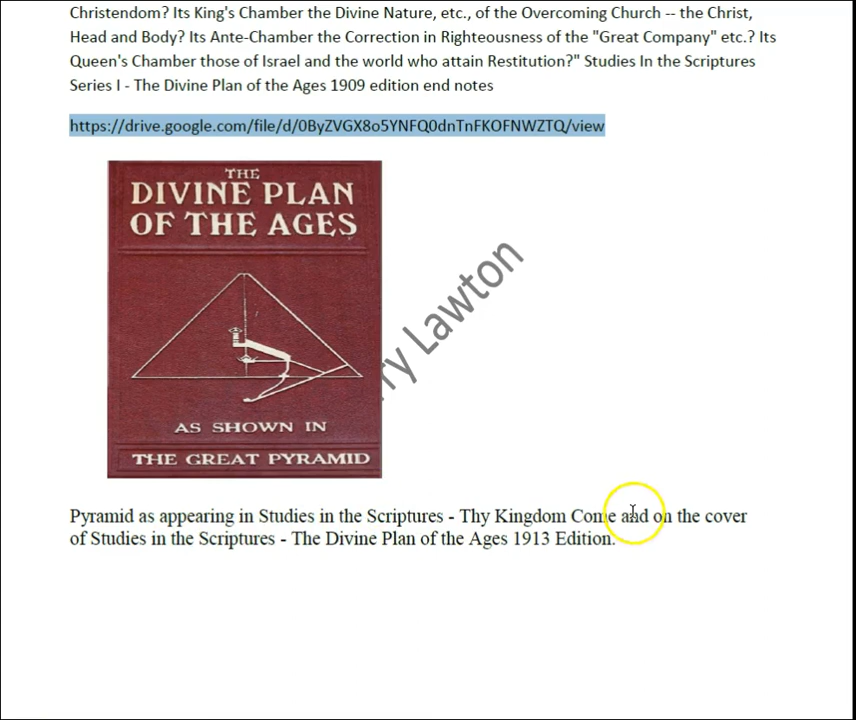 Christendom? Its King's Chamber the Divine Nature, etc., of the Overcoming Church -- the Christ,
Head and Body? Its Ante-Chamber the Correction in Righteousness of the "Great Company" etc.? Its
Queen's Chamber those of Israel and the world who attain Restitution?" Studies In the Scriptures
Series I - The Divine Plan of the Ages 1909 edition end notes
https://drive.google.com/file/d/0ByZVGX8o5YNFQ0dnTnFKOFNWZTQ/view
THE
DIVINE PLAN
OF THE AGES
AS SHOWN IN
THE GREAT PYRAMID
ry Lawton
Pyramid as appearing in Studies in the Scriptures - Thy Kingdom Come and on the cover
of Studies in the Scriptures - The Divine Plan of the Ages 1913 Edition.